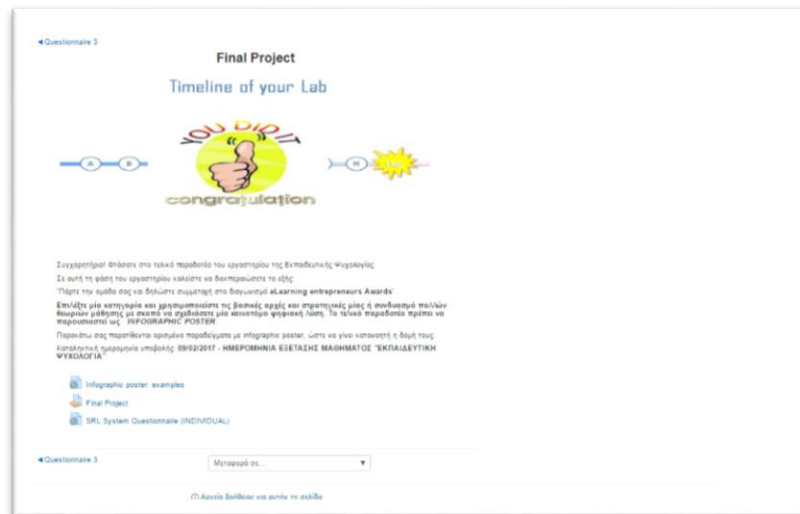 ◄ Questionnaire 3
Final Project
Timeline of your Lab
YOU DID IT
A B H
congratulation
Συγχαρητήρια! Φτάσατε στο τελικό παραδοτέο του εργαστηρίου της Εκπαιδευτικής Ψυχολογίας.
Σε αυτή τη φάση του εργαστηρίου καλείστε να διεκπεραιώσετε το εξής:
"Πάρτε την ομάδα σας και δηλώστε συμμετοχή στο διαγωνισμό eLearning entrepreneurs Awards"
Επιλέξτε μία κατηγορία και χρησιμοποιείστε τις βασικές αρχές και στρατηγικές μίας ή συνδυασμό πολλών
θεωριών μάθησης με σκοπό να σχεδιάσετε μία καινοτόμο ψηφιακή λύση. Το τελικό παραδοτέο πρέπει να
παρουσιαστεί ως INFOGRAPHIC POSTER.
Παρακάτω σας παρατίθενται ορισμένα παραδείγματα με infographic poster, ώστε να γίνει κατανοητή η δομή τους.
Καταληκτική ημερομηνία υποβολής: 09/02/2017 - ΗΜΕΡΟΜΗΝΙΑ ΕΞΕΤΑΣΗΣ ΜΑΘΗΜΑΤΟΣ "ΕΚΠΑΙΔΕΥΤΙΚΗ
ΨΥΧΟΛΟΓΙΑ"
Infographic poster: examples
Final Project
SRL System Questionnaire (INDIVIDUAL)
◄ Questionnaire 3
Μεταφορά σε...
Αρχεία βοήθειας για αυτήν τη σελίδα